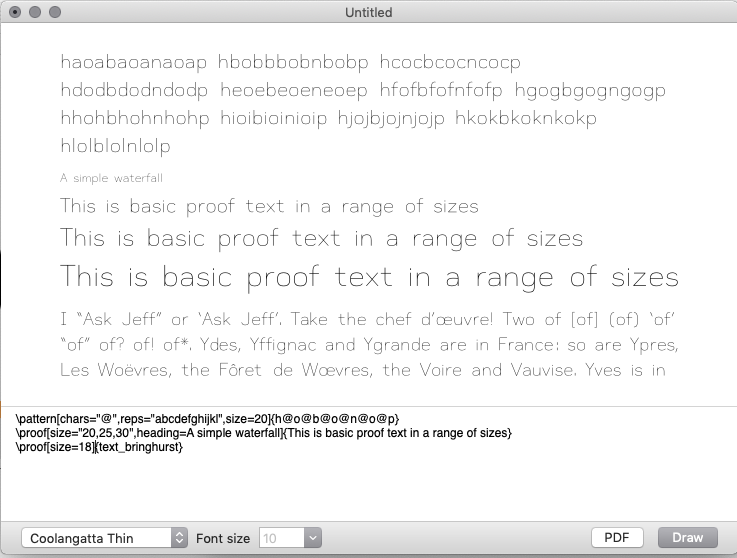 Untitled
haoabaoanaoap hbobbbobnbobp hcocbcocncocp
hdodbdodndodp heoebeoeneoep hfofbfofnfofp hgogbgogngogp
hhohbhohnhohp hioibioinioip hjojbjojnjojp hkokbkoknkokp
hlolblolnlolp
A simple waterfall
This is basic proof text in a range of sizes
This is basic proof text in a range of sizes
This is basic proof text in a range of sizes
I “Ask Jeff” or ‘Ask Jeff’. Take the chef d’œuvre! Two of [of] (of) ‘of’
“of” of? of! of*. Ydes, Yffignac and Ygrande are in France: so are Ypres,
Les Woëvres, the Fôret de Wœvres, the Voire and Vauvise. Yves is in
\pattern[chars="@",reps="abcdefghijkl",size=20]{h@o@b@o@n@o@p}
\proof[size="20,25,30",heading=A simple waterfall]{This is basic proof text in a range of sizes}
\proof[size=18]{text_bringhurst}
Coolangatta Thin Font size 10 PDF Draw